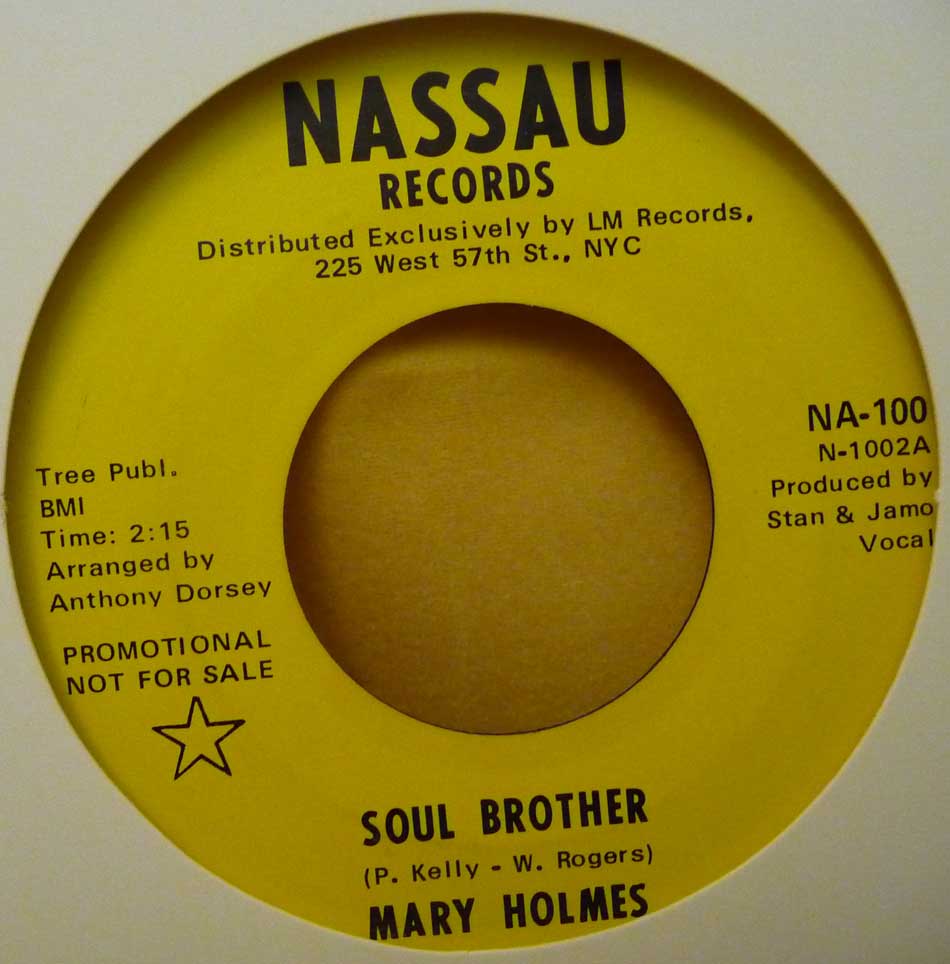 NASSAU
RECORDS
Distributed Exclusively by LM Records,
225 West 57th St., NYC
NA-100
N-1002A
Produced by
Stan & Jamo
Vocal
Tree Publ.
BMI
Time: 2:15
Arranged by
Anthony Dorsey
PROMOTIONAL
NOT FOR SALE
SOUL BROTHER
(P. Kelly - W. Rogers)
MARY HOLMES